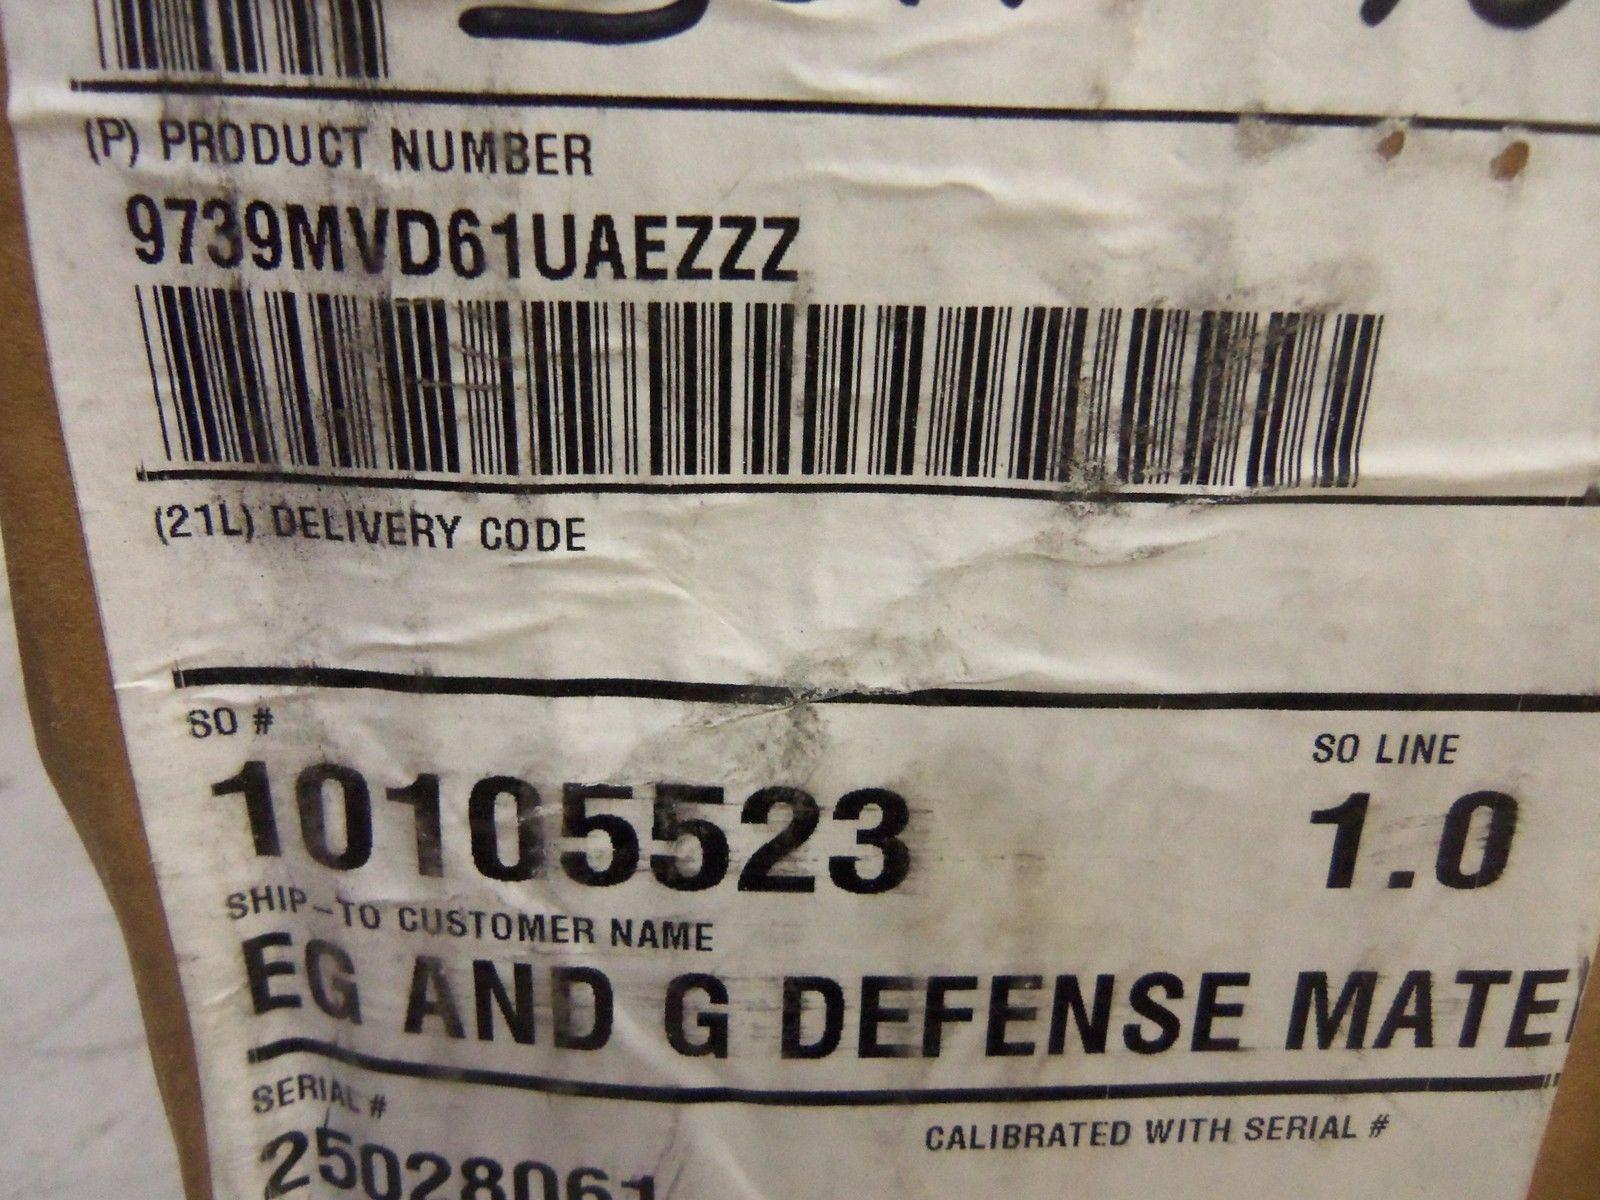 (P) PRODUCT NUMBER
9739MVD61UAEZZZ
(21L) DELIVERY CODE
SO #
SO LINE
10105523
1.0
SHIP-TO CUSTOMER NAME
EG AND G DEFENSE MATE
SERIAL #
CALIBRATED WITH SERIAL #
25028061